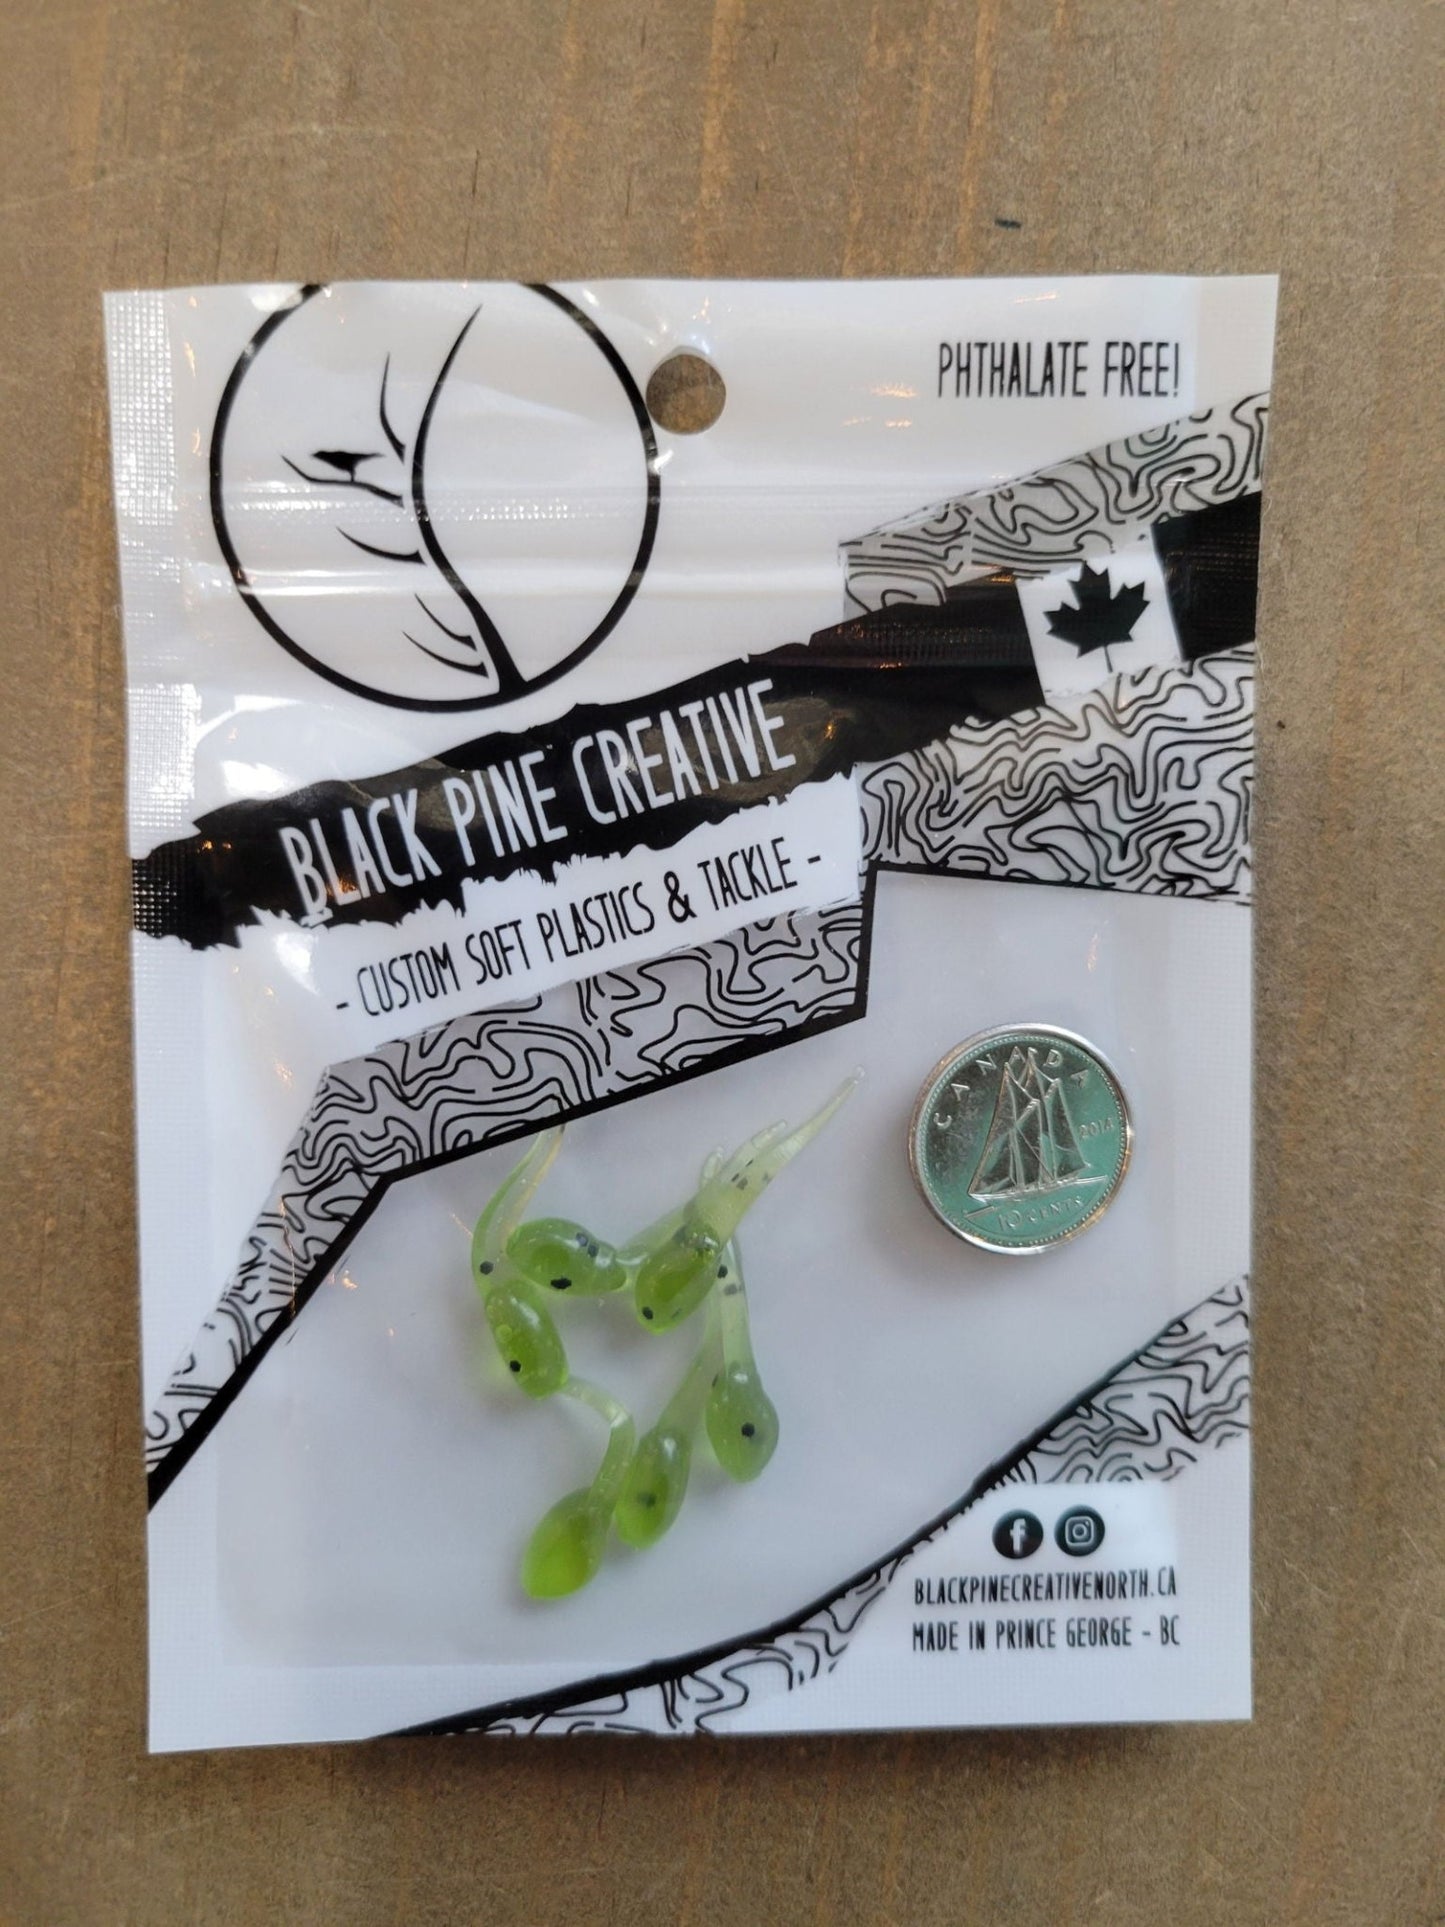 PHTHALATE FREE!
BLACK PINE CREATIVE
- CUSTOM SOFT PLASTICS & TACKLE -
CANADA
2014
10 CENTS
BLACKPINECREATIVENORTH.CA
MADE IN PRINCE GEORGE - BC